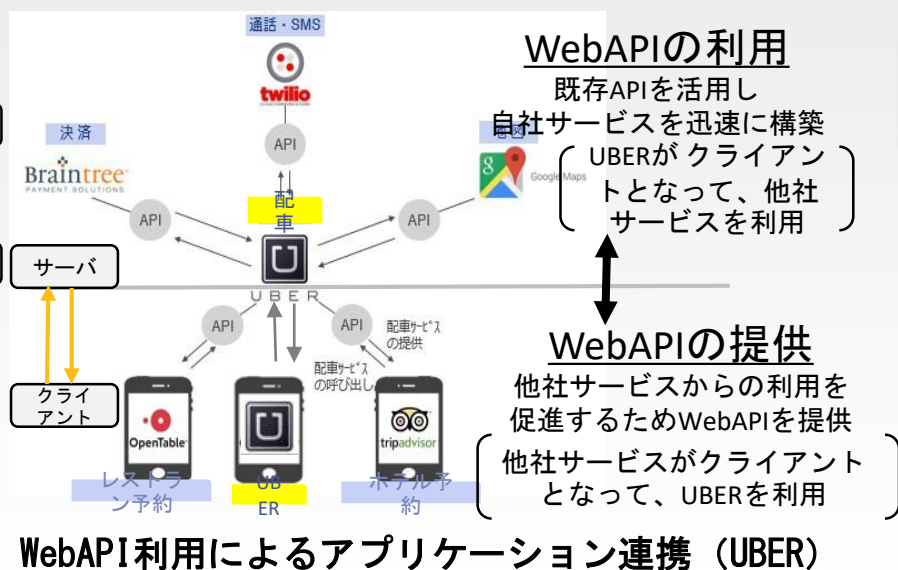 通話・SMS
twilio
CLOUD COMMUNICATIONS
API
決済
Braintree
PAYMENT SOLUTIONS
API
配
車
API
Google Maps
UBER
WebAPIの利用
既存APIを活用し
自社サービスを迅速に構築
UBERが クライアン
トとなって、他社
サービスを利用
サーバ
クライ
アント
API
API
配車ｻｰﾋﾞｽ
の提供
配車ｻｰﾋﾞｽ
の呼び出し
OpenTable
レストラ
ン予約
UB
ER
tripadvisor
ホテル予
約
WebAPIの提供
他社サービスからの利用を
促進するためWebAPIを提供
他社サービスがクライアント
となって、UBERを利用
WebAPI利用によるアプリケーション連携（UBER）